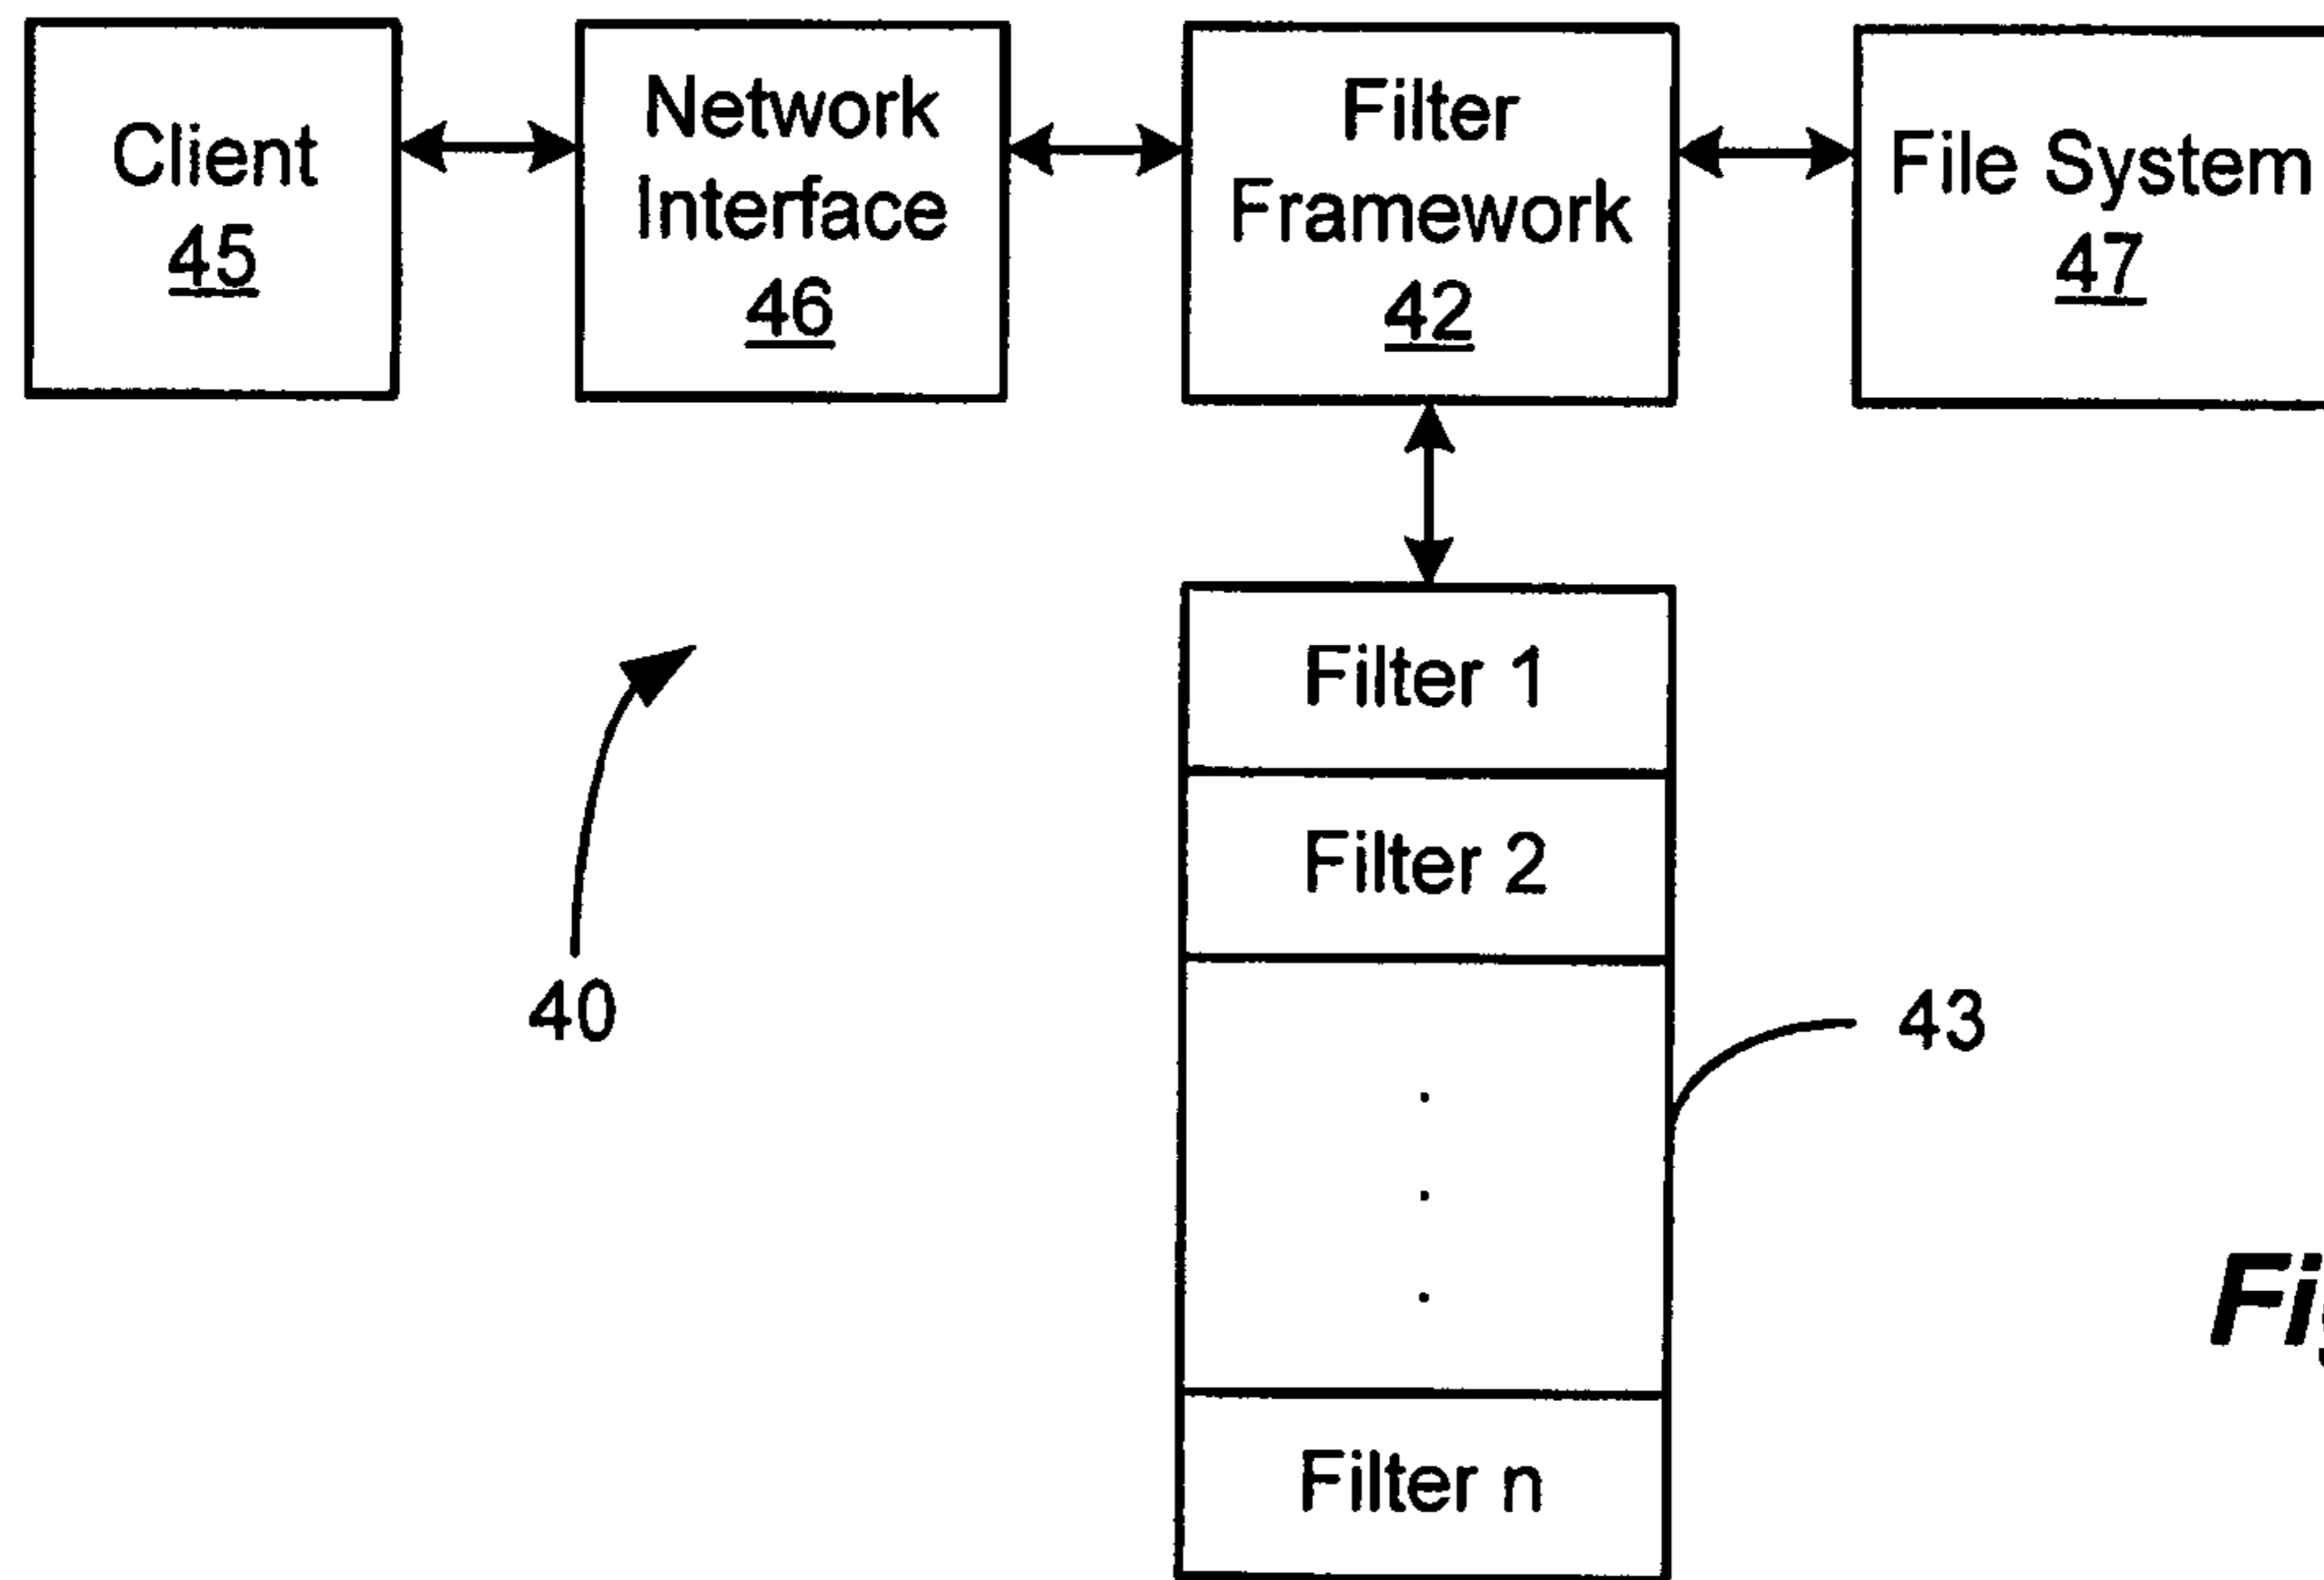 Client
45
Network
Interface
46
Filter
Framework
42
File System
47
Filter 1
Filter 2
40
43
Filter n